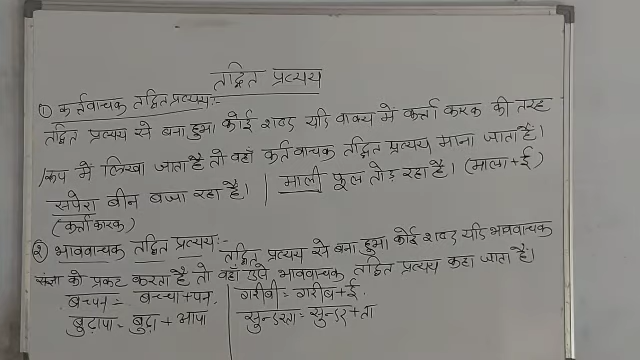 तद्धित प्रत्यय
① कर्तृवाचक तद्धित प्रत्यय:-
तद्धित प्रत्यय से बना हुआ कोई शब्द यदि वाक्य में कर्ता कारक की तरह
रूप में लिखा जाता है तो वहाँ कर्तृवाचक तद्धित प्रत्यय माना जाता है।
सपेरा बीन बजा रहा है। | माली फूल तोड़ रहा है। (माला+ई)
(कर्ता कारक)
② भाववाचक तद्धित प्रत्यय:- तद्धित प्रत्यय से बना हुआ कोई शब्द यदि भाववाचक
संज्ञा को प्रकट करता है तो वहाँ उसे भाववाचक तद्धित प्रत्यय कहा जाता है।
बच्पन = बच्चा+पन | गरीबी = गरीब+ई
बुढ़ापा = बुढ़ा+आपा | सुन्दरता = सुन्दर+ता